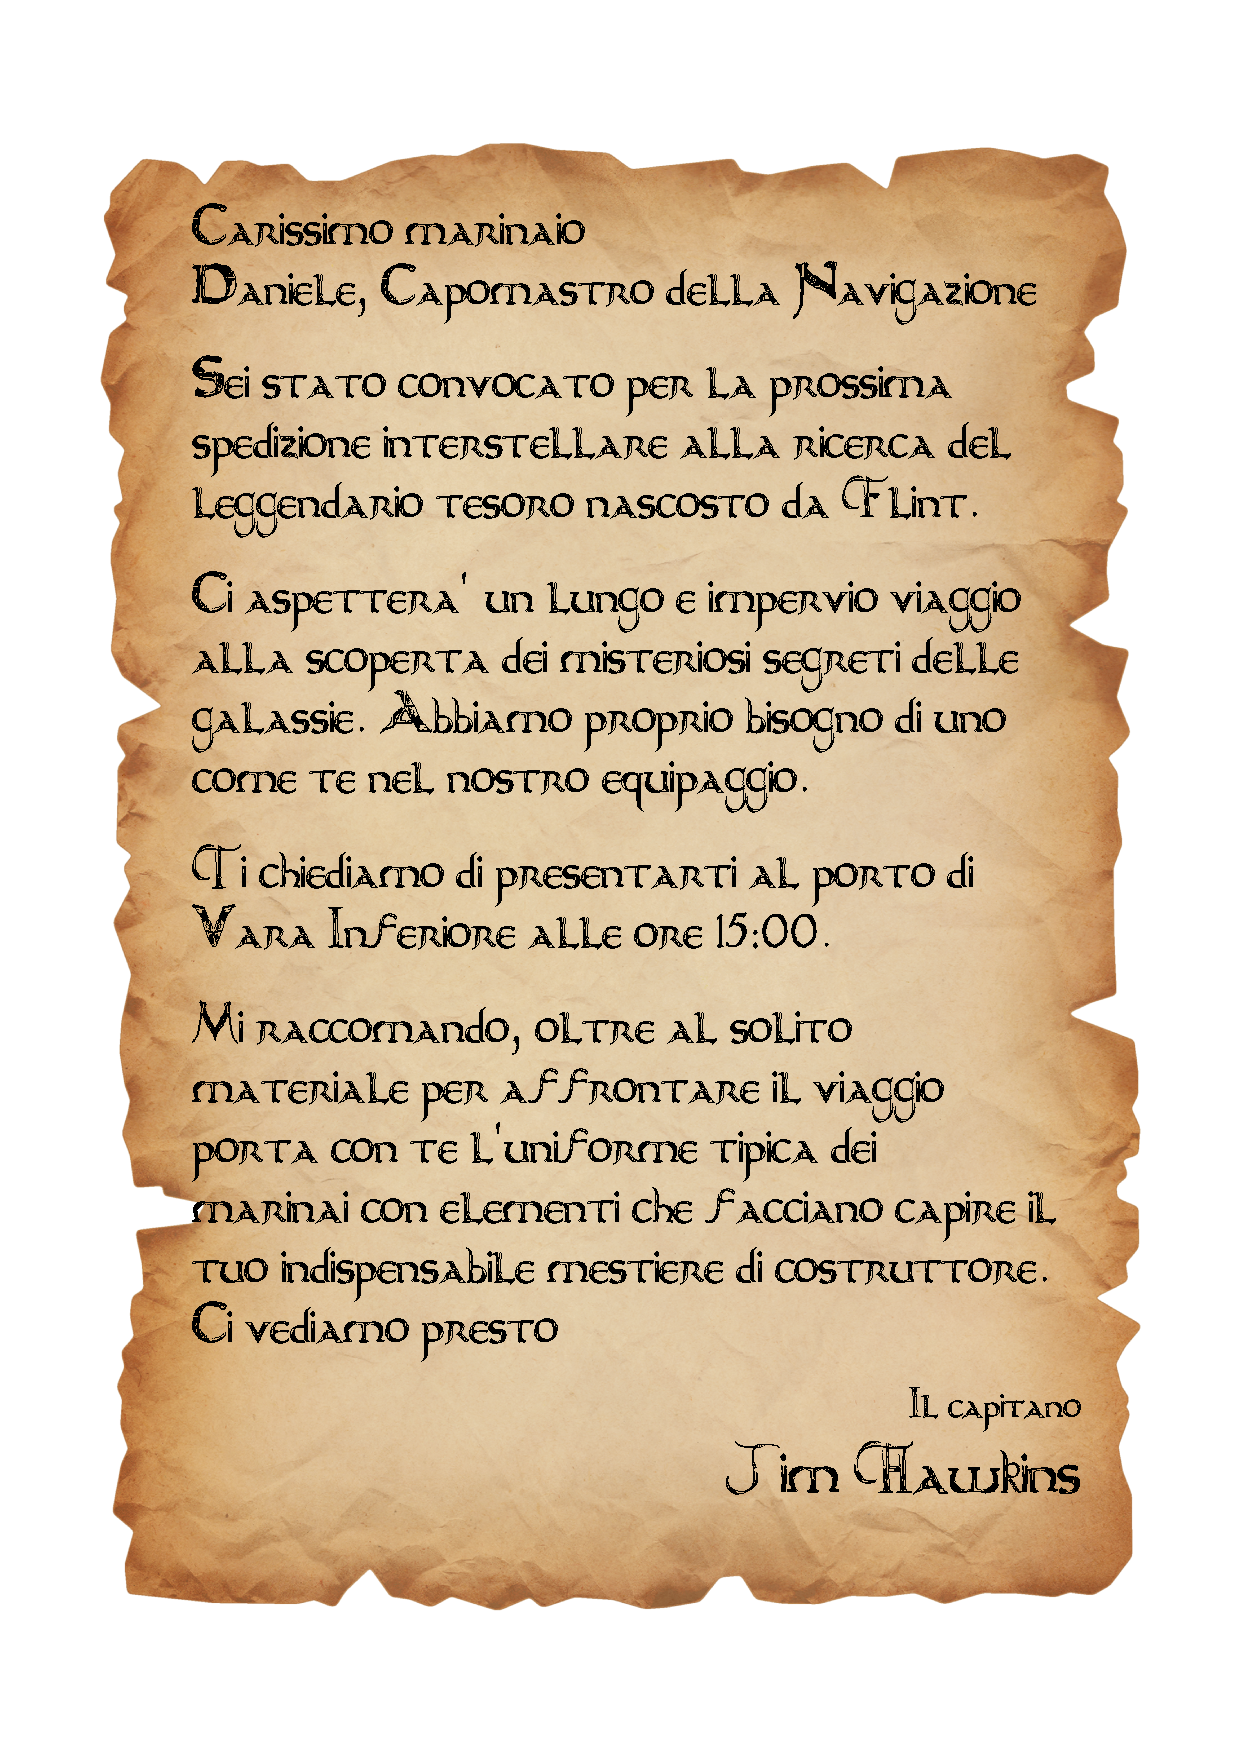 Carissimo marinaio
Daniele, Capomastro della Navigazione
Sei stato convocato per la prossima
spedizione interstellare alla ricerca del
leggendario tesoro nascosto da Flint.
Ci aspettera' un lungo e impervio viaggio
alla scoperta dei misteriosi segreti delle
galassie. Abbiamo proprio bisogno di uno
come te nel nostro equipaggio.
Ti chiediamo di presentarti al porto di
Vara Inferiore alle ore 15:00.
Mi raccomando, oltre al solito
materiale per affrontare il viaggio
porta con te l'uniforme tipica dei
marinai con elementi che facciano capire il
tuo indispensabile mestiere di costruttore.
Ci vediamo presto
Il capitano
Jim Hawkins